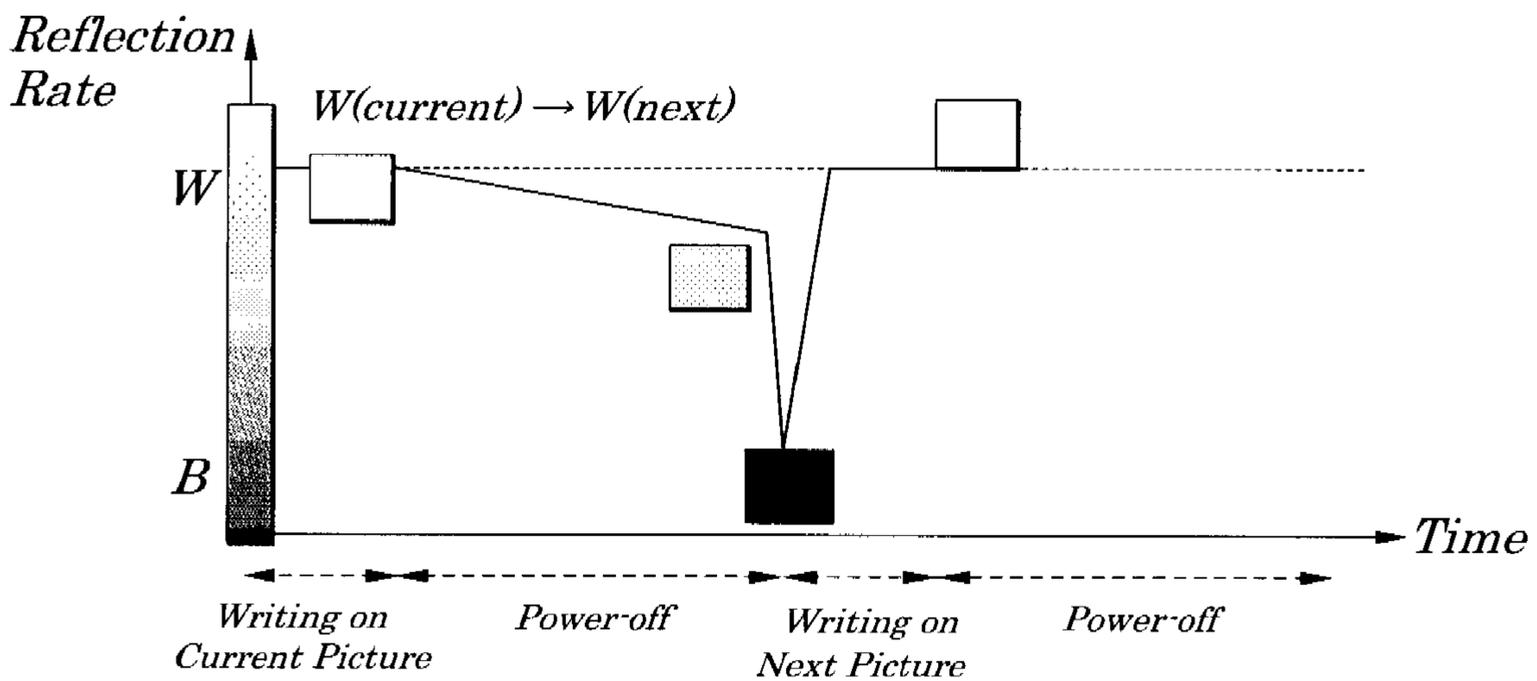 Reflection
Rate
W(current) → W(next)
W
B
Time
Writing on
Current Picture
Power-off
Writing on
Next Picture
Power-off